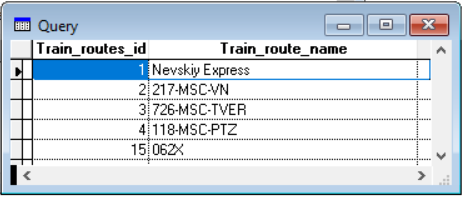 Query
Train_routes_id Train_route_name
1 Nevskiy Express
2 217-MSC-VN
3 726-MSC-TVER
4 118-MSC-PTZ
15 062X